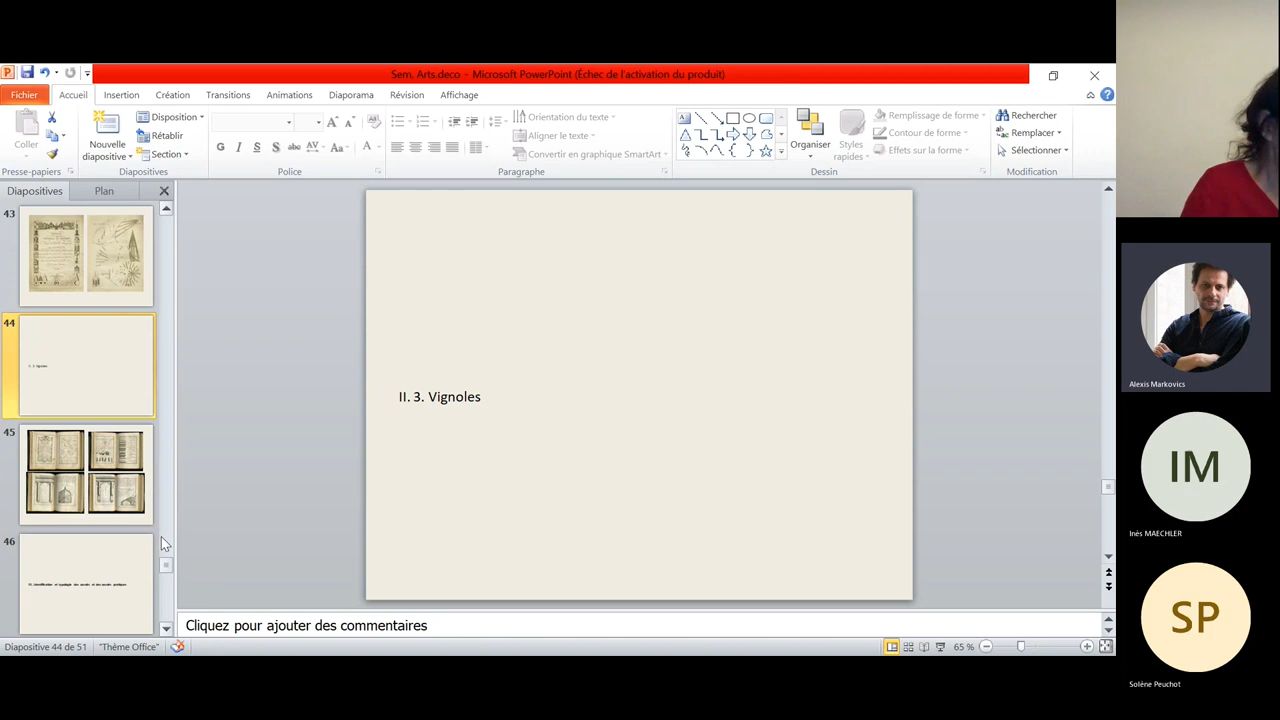 Sem. Arts.deco - Microsoft PowerPoint (Échec de l'activation du produit)
Fichier Accueil Insertion Création Transitions Animations Diaporama Révision Affichage
Coller
Nouvelle diapositive
Disposition
Rétablir
Section
G I S S abc AV Aa A
Orientation du texte
Aligner le texte
Convertir en graphique SmartArt
Organiser
Styles rapides
Remplissage de forme
Contour de forme
Effets sur la forme
Rechercher
Remplacer
Sélectionner
Presse-papiers Diapositives Police Paragraphe Dessin Modification
Diapositives Plan
43
44
45
46
II. 3. Vignoles
Cliquez pour ajouter des commentaires
Diapositive 44 de 51 "Thème Office" 65 %
Alexis Markovics
IM
Inès MAECHLER
SP
Solène Peuchot